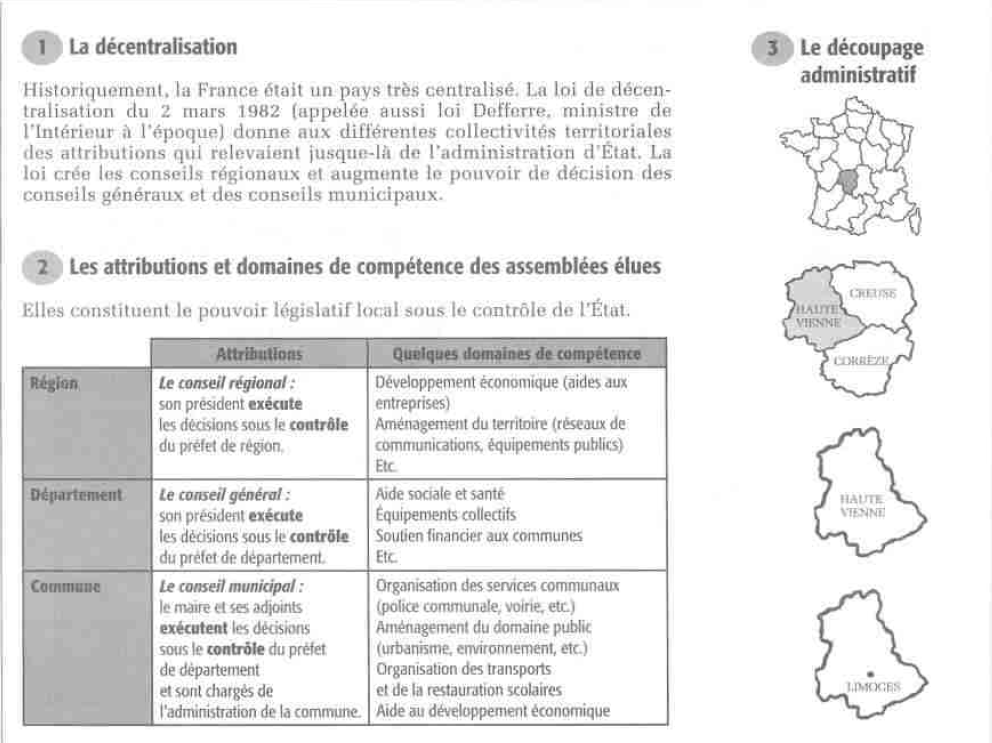 1 La décentralisation
Historiquement, la France était un pays très centralisé. La loi de décen-
tralisation du 2 mars 1982 (appelée aussi loi Defferre, ministre de
l'Intérieur à l'époque) donne aux différentes collectivités territoriales
des attributions qui relevaient jusque-là de l'administration d'État. La
loi crée les conseils régionaux et augmente le pouvoir de décision des
conseils généraux et des conseils municipaux.
2 Les attributions et domaines de compétence des assemblées élues
Elles constituent le pouvoir législatif local sous le contrôle de l'État.
Attributions
Quelques domaines de compétence
Région
Le conseil régional :
son président exécute
les décisions sous le contrôle
du préfet de région.
Développement économique (aides aux
entreprises)
Aménagement du territoire (réseaux de
communications, équipements publics)
Etc.
Département
Le conseil général :
son président exécute
les décisions sous le contrôle
du préfet de département.
Aide sociale et santé
Équipements collectifs
Soutien financier aux communes
Etc.
Commune
Le conseil municipal :
le maire et ses adjoints
exécutent les décisions
sous le contrôle du préfet
de département
et sont chargés de
l'administration de la commune.
Organisation des services communaux
(police communale, voirie, etc.)
Aménagement du domaine public
(urbanisme, environnement, etc.)
Organisation des transports
et de la restauration scolaires
Aide au développement économique
3 Le découpage
administratif
CREUSE
HAUTE
VIENNE
CORRÈZE
HAUTE
VIENNE
LIMOGES